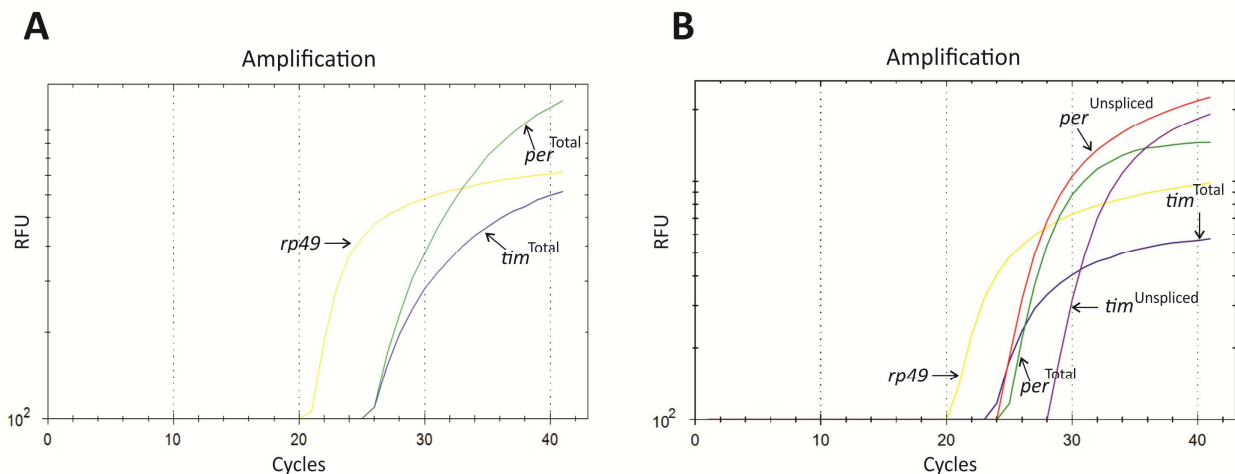 A
Amplification
RFU
10²
rp49
per^Total
tim^Total
0 10 20 30 40
Cycles
B
Amplification
RFU
10²
per^Unspliced
tim^Total
tim^Unspliced
rp49
per^Total
0 10 20 30 40
Cycles